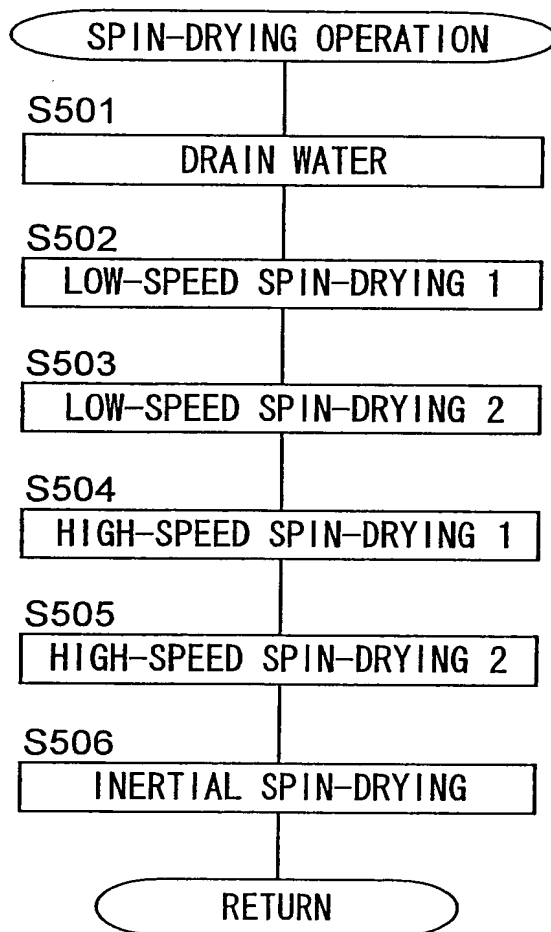 SPIN-DRYING OPERATION
S501
DRAIN WATER
S502
LOW-SPEED SPIN-DRYING 1
S503
LOW-SPEED SPIN-DRYING 2
S504
HIGH-SPEED SPIN-DRYING 1
S505
HIGH-SPEED SPIN-DRYING 2
S506
INERTIAL SPIN-DRYING
RETURN